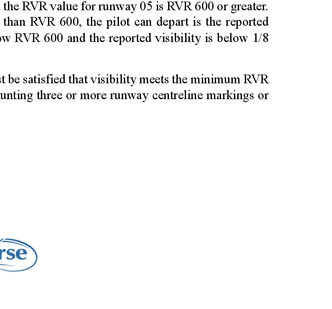 the RVR value for runway 05 is RVR 600 or greater.
than RVR 600, the pilot can depart is the reported
RVR 600 and the reported visibility is below 1/8
be satisfied that visibility meets the minimum RVR
three or more runway centreline markings or
rse